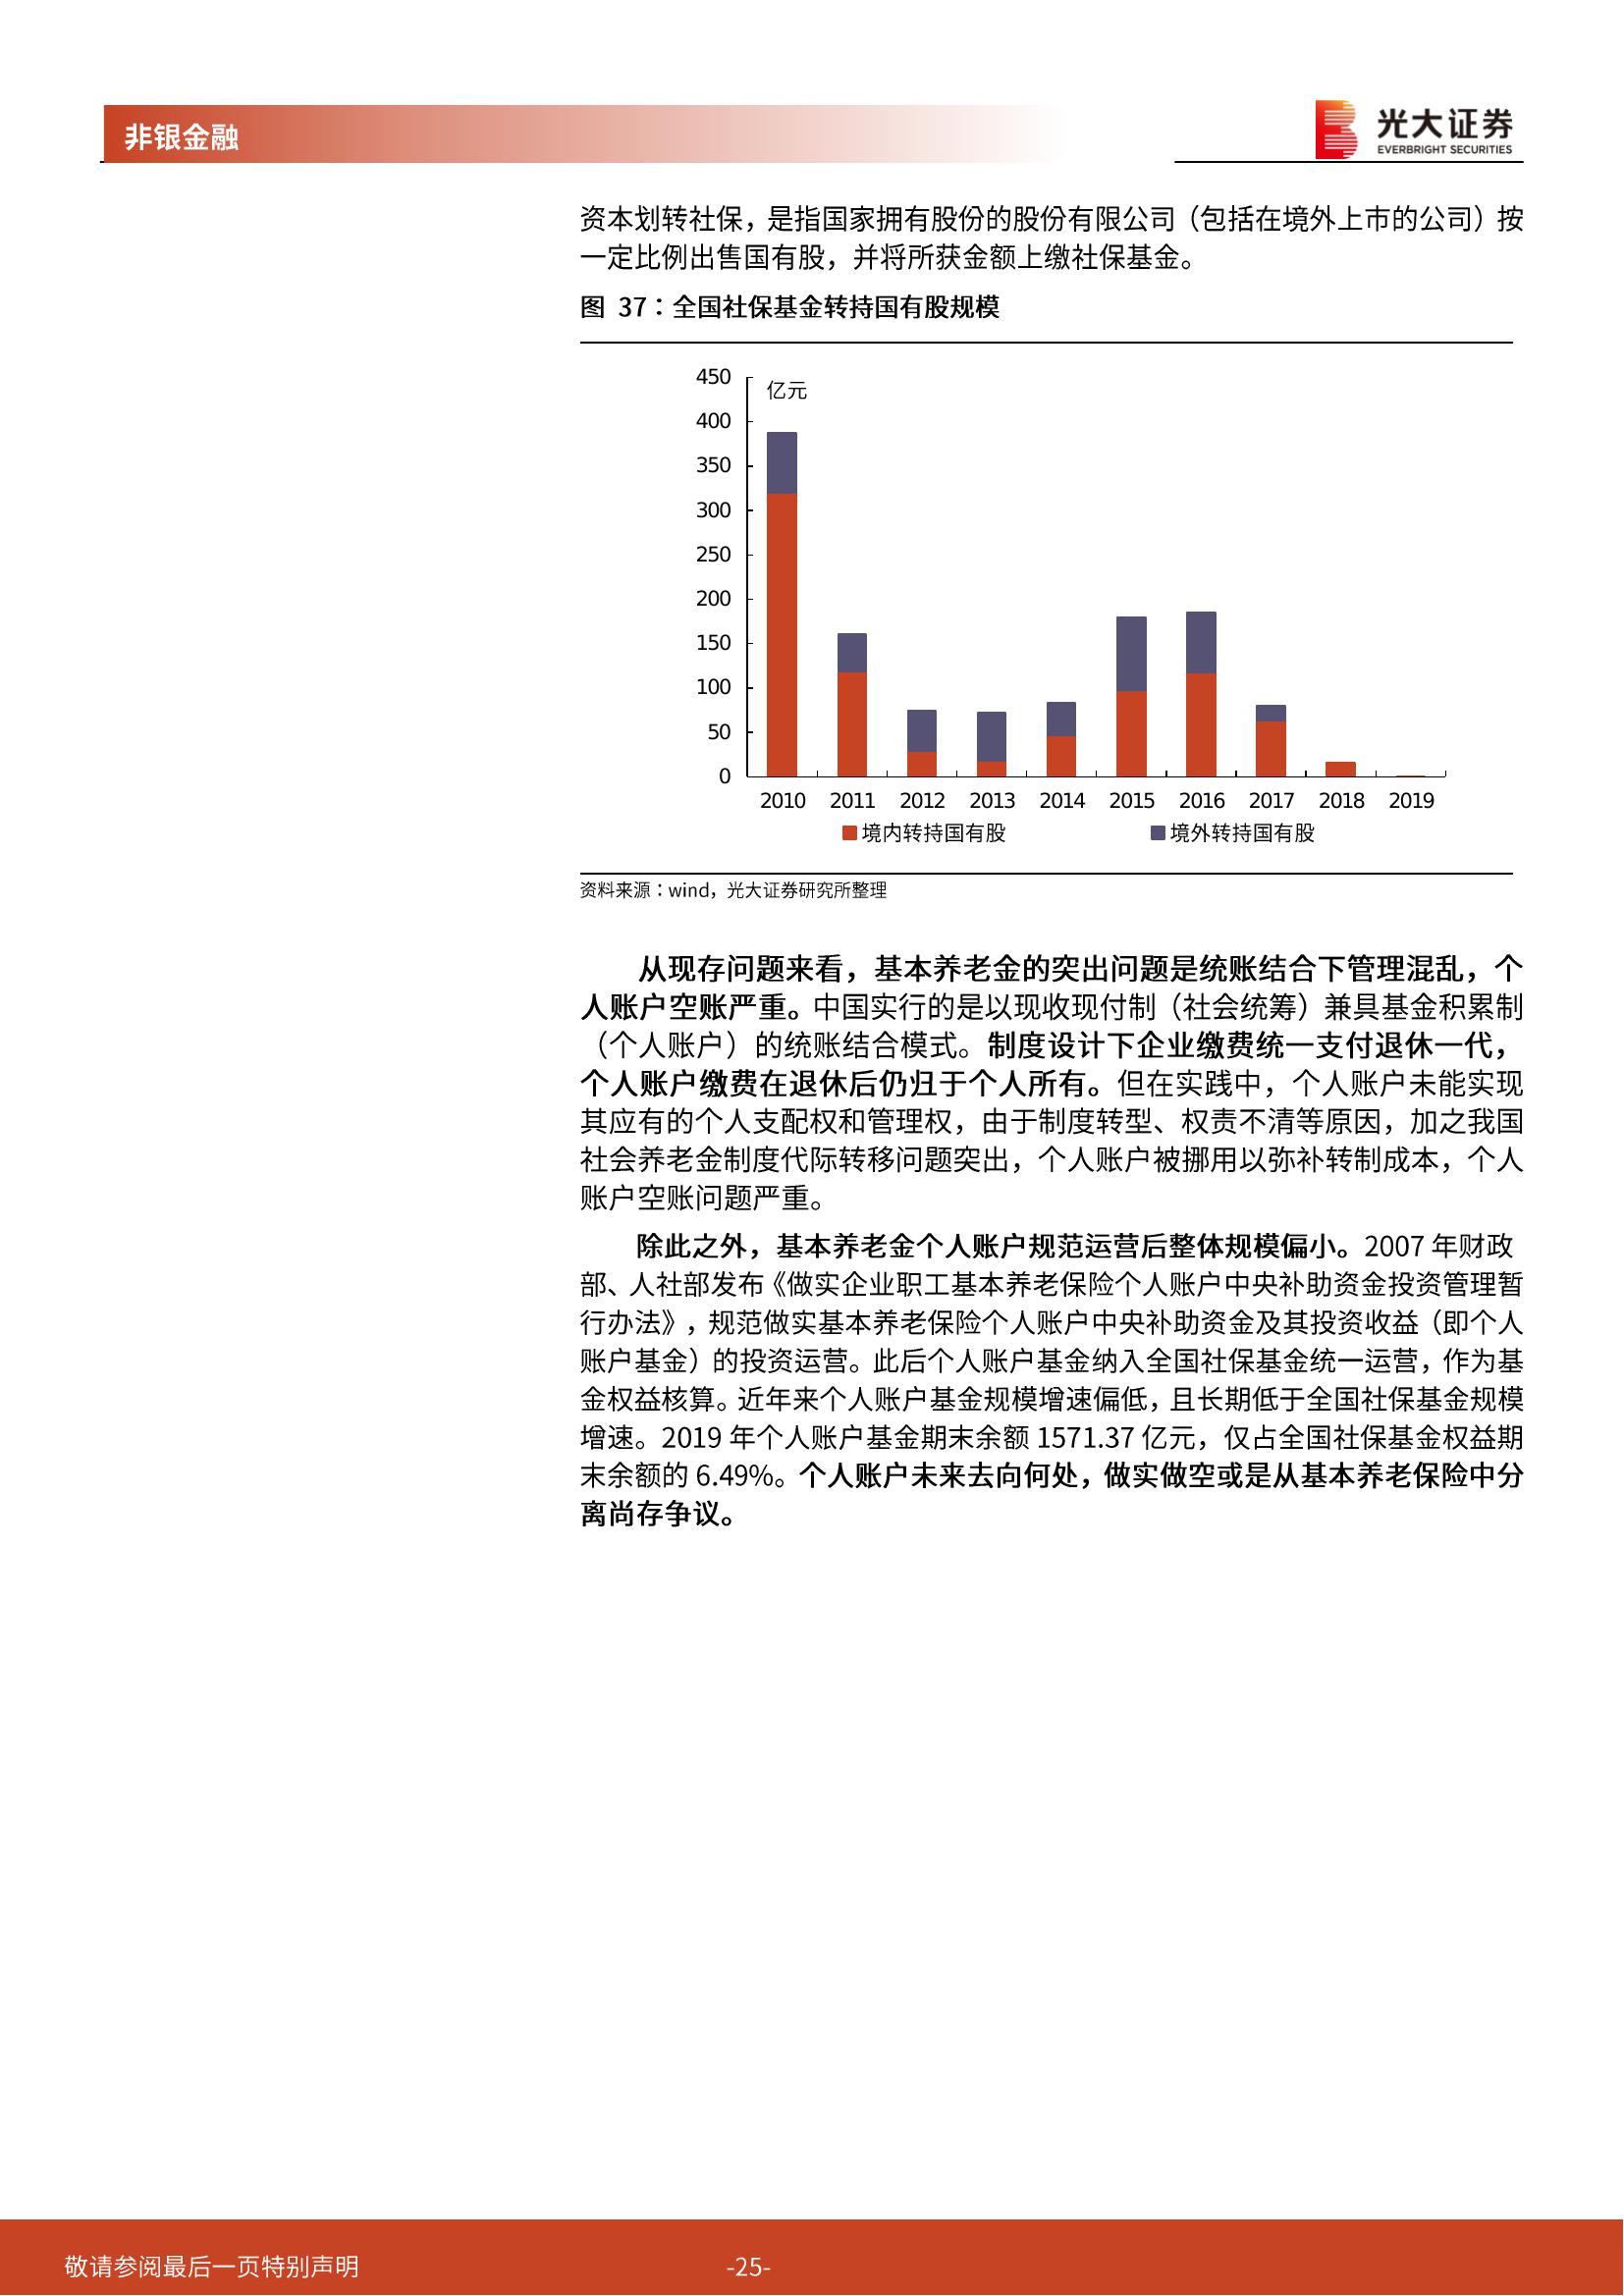 非银金融
光大证券
EVERBRIGHT SECURITIES
资本划转社保，是指国家拥有股份的股份有限公司（包括在境外上市的公司）按
一定比例出售国有股，并将所获金额上缴社保基金。
图 37：全国社保基金转持国有股规模
450
亿元
400
350
300
250
200
150
100
50
0
2010 2011 2012 2013 2014 2015 2016 2017 2018 2019
境内转持国有股 境外转持国有股
资料来源：wind，光大证券研究所整理
从现存问题来看，基本养老金的突出问题是统账结合下管理混乱，个
人账户空账严重。中国实行的是以现收现付制（社会统筹）兼具基金积累制
（个人账户）的统账结合模式。制度设计下企业缴费统一支付退休一代，
个人账户缴费在退休后仍归于个人所有。但在实践中，个人账户未能实现
其应有的个人支配权和管理权，由于制度转型、权责不清等原因，加之我国
社会养老金制度代际转移问题突出，个人账户被挪用以弥补转制成本，个人
账户空账问题严重。
除此之外，基本养老金个人账户规范运营后整体规模偏小。2007 年财政
部、人社部发布《做实企业职工基本养老保险个人账户中央补助资金投资管理暂
行办法》，规范做实基本养老保险个人账户中央补助资金及其投资收益（即个人
账户基金）的投资运营。此后个人账户基金纳入全国社保基金统一运营，作为基
金权益核算。近年来个人账户基金规模增速偏低，且长期低于全国社保基金规模
增速。2019 年个人账户基金期末余额 1571.37 亿元，仅占全国社保基金权益期
末余额的 6.49%。个人账户未来去向何处，做实做空或是从基本养老保险中分
离尚存争议。
敬请参阅最后一页特别声明
-25-